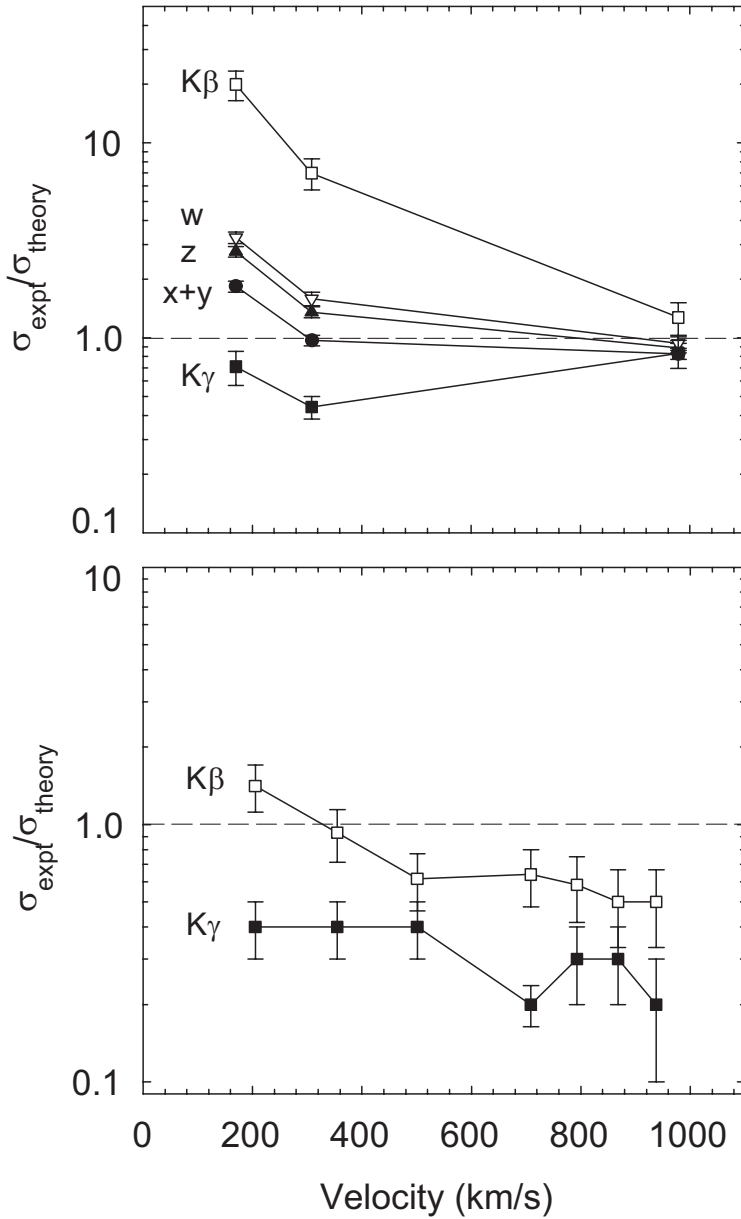 Kβ
10
w
z
x+y
1.0
Kγ
0.1
σexpt/σtheory
10
Kβ
1.0
Kγ
0.1
σexpt/σtheory
0 200 400 600 800 1000
Velocity (km/s)